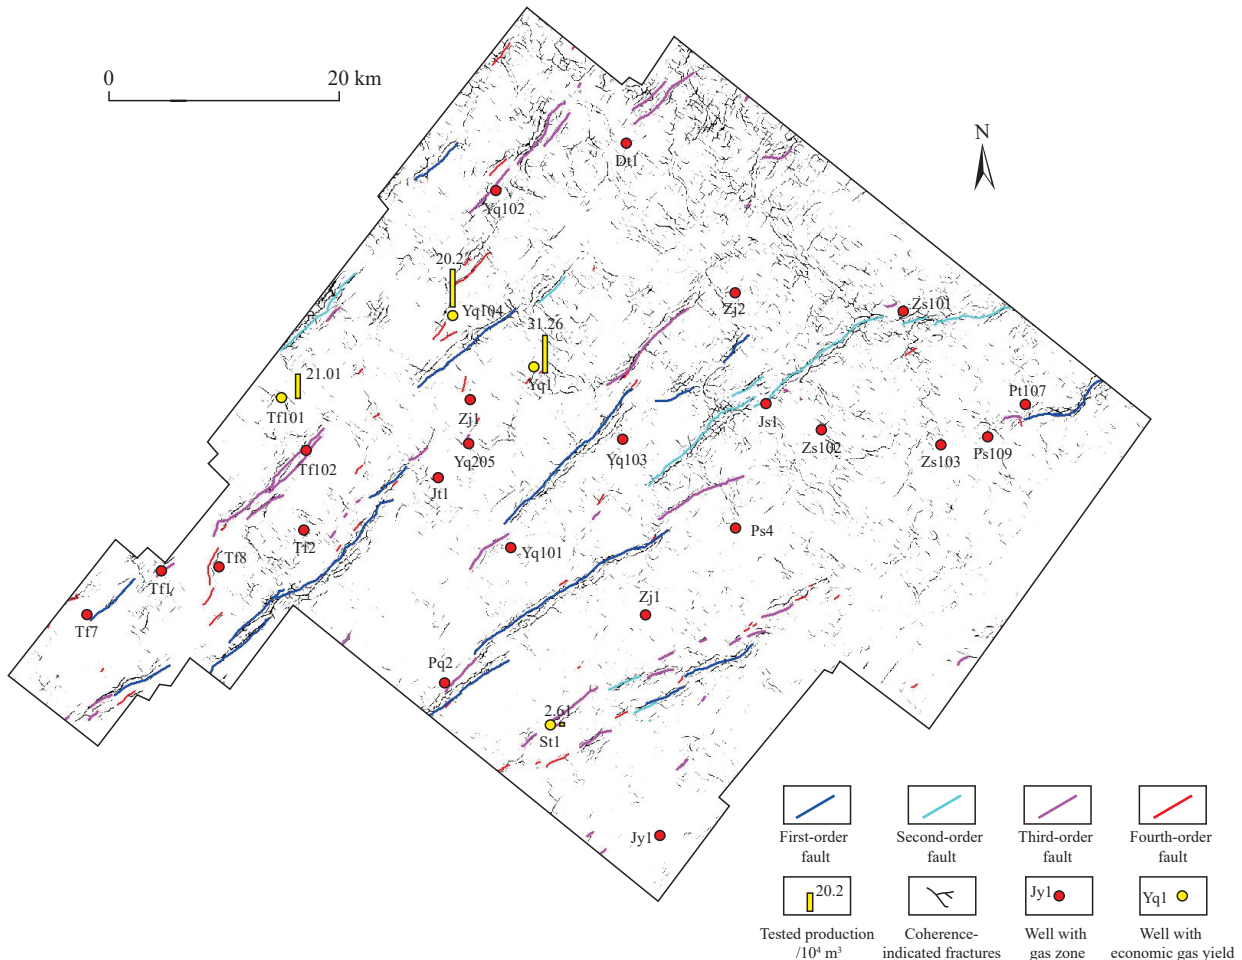 0
20 km
N
Dt1
Yq102
20.2
Yq104
Zj2
Zs101
31.26
Yq1
21.01
Tf101
Zj1
Js1
Pt107
Zs102
Yq205
Yq103
Zs103
Ps109
Tf102
Jt1
Ps4
Tf2
Yq101
Tf8
Tf1
Tf7
Zj1
Pq2
2.61
St1
Jy1
First-order
fault
Second-order
fault
Third-order
fault
Fourth-order
fault
20.2
Jy1
Yq1
Tested production
/10⁴ m³
Coherence-
indicated fractures
Well with
gas zone
Well with
economic gas yield